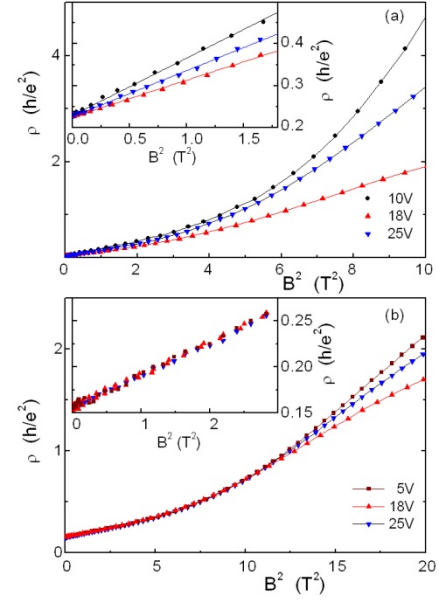 (a)
ρ (h/e²)
4
2
0 2 4 6 8 10
B² (T²)
0.4
0.3
0.2
ρ (h/e²)
0.0 0.5 1.0 1.5
B² (T²)
10V
18V
25V
(b)
ρ (h/e²)
2
1
0
0 5 10 15 20
B² (T²)
0.25
0.20
0.15
ρ (h/e²)
0 1 2
B² (T²)
5V
18V
25V